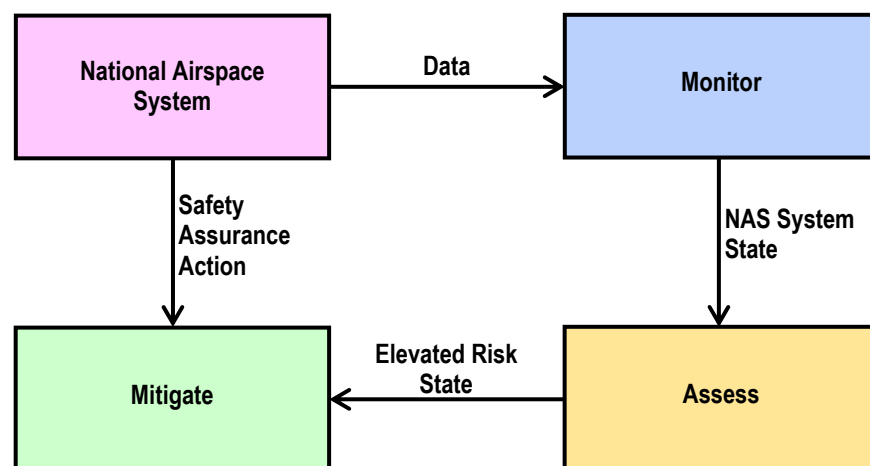 National Airspace
System
Data
Monitor
Safety
Assurance
Action
NAS System
State
Elevated Risk
State
Mitigate
Assess